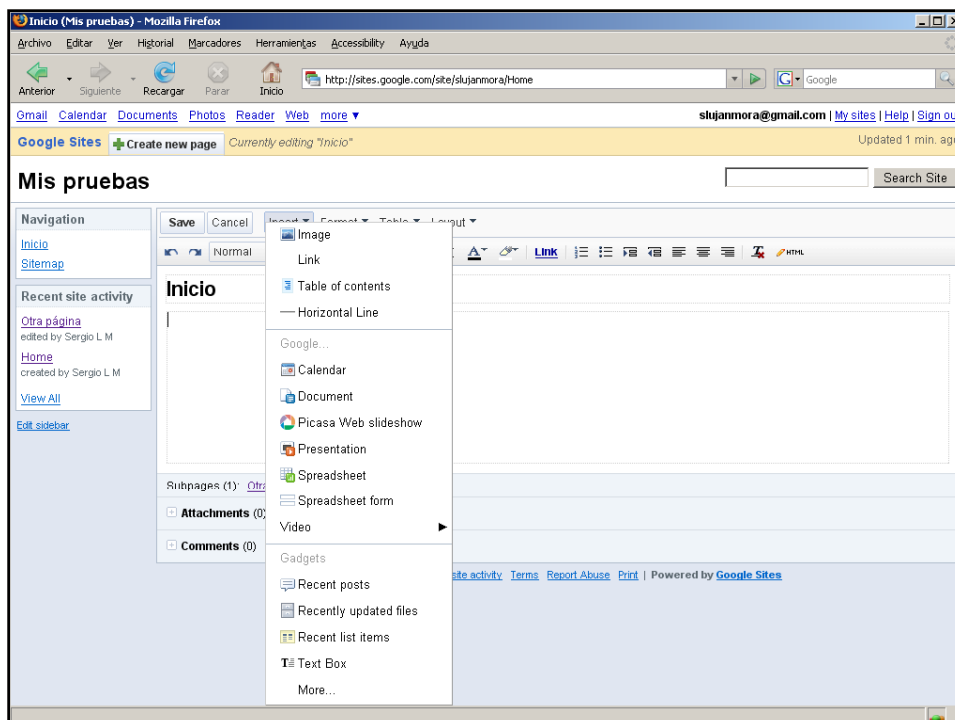 Inicio (Mis pruebas) - Mozilla Firefox
Archivo Editar Ver Historial Marcadores Herramientas Accessibility Ayuda
Anterior Siguiente Recargar Parar Inicio http://sites.google.com/site/slujanmora/Home Google
Gmail Calendar Documents Photos Reader Web more ▼ slujanmora@gmail.com | My sites | Help | Sign ou
Google Sites Create new page Currently editing "Inicio" Updated 1 min. ago
Mis pruebas Search Site
Navigation
Inicio
Sitemap
Recent site activity
Otra página
edited by Sergio L M
Home
created by Sergio L M
View All
Edit sidebar
Save Cancel Insert Format Table Layout
Normal Link HTML
Inicio
Image
Link
Table of contents
Horizontal Line
Google...
Calendar
Document
Picasa Web slideshow
Presentation
Spreadsheet
Spreadsheet form
Video
Gadgets
Recent posts
Recently updated files
Recent list items
Text Box
More...
Subpages (1): Otra
Attachments (0)
Comments (0)
site activity Terms Report Abuse Print | Powered by Google Sites